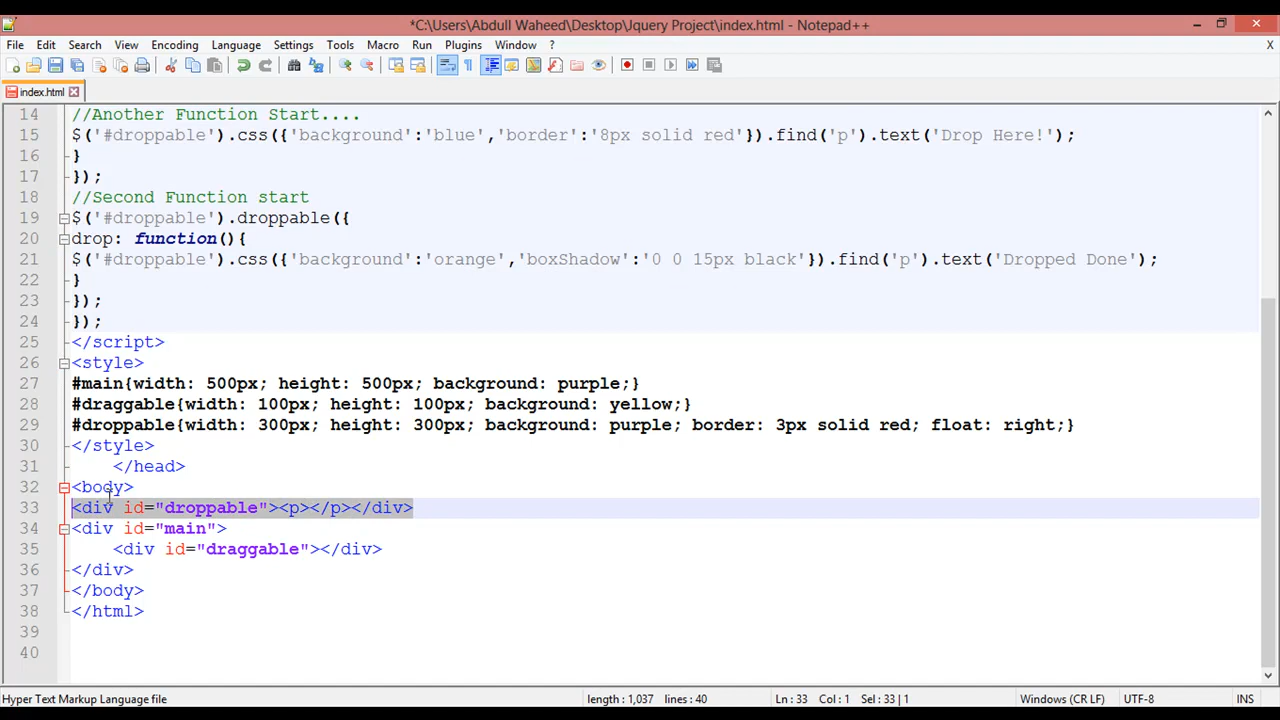 *C:\Users\Abdull Waheed\Desktop\Jquery Project\index.html - Notepad++
File Edit Search View Encoding Language Settings Tools Macro Run Plugins Window ? X
index.html
14 //Another Function Start....
15 $('#droppable').css({'background':'blue','border':'8px solid red'}).find('p').text('Drop Here!');
16 }
17 });
18 //Second Function start
19 $('#droppable').droppable({
20 drop: function(){
21 $('#droppable').css({'background':'orange','boxShadow':'0 0 15px black'}).find('p').text('Dropped Done');
22 }
23 });
24 });
25 </script>
26 <style>
27 #main{width: 500px; height: 500px; background: purple;}
28 #draggable{width: 100px; height: 100px; background: yellow;}
29 #droppable{width: 300px; height: 300px; background: purple; border: 3px solid red; float: right;}
30 </style>
31 </head>
32 <body>
33 <div id="droppable"><p></p></div>
34 <div id="main">
35 <div id="draggable"></div>
36 </div>
37 </body>
38 </html>
39
40
Hyper Text Markup Language file length : 1,037 lines : 40 Ln : 33 Col : 1 Sel : 33 | 1 Windows (CR LF) UTF-8 INS